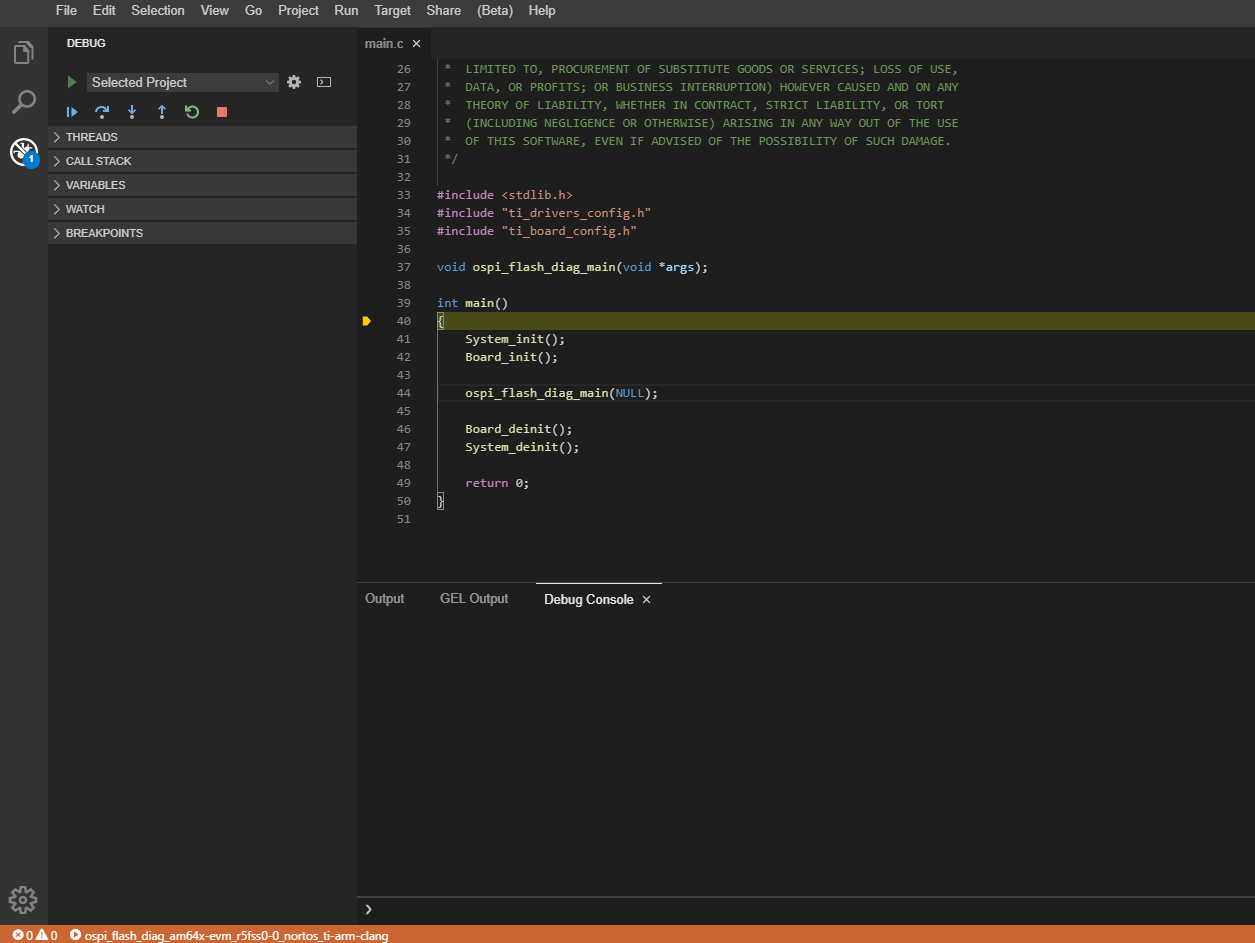 File Edit Selection View Go Project Run Target Share (Beta) Help
DEBUG
Selected Project
1
THREADS
CALL STACK
VARIABLES
WATCH
BREAKPOINTS
main.c ×
26 * LIMITED TO, PROCUREMENT OF SUBSTITUTE GOODS OR SERVICES; LOSS OF USE,
27 * DATA, OR PROFITS; OR BUSINESS INTERRUPTION) HOWEVER CAUSED AND ON ANY
28 * THEORY OF LIABILITY, WHETHER IN CONTRACT, STRICT LIABILITY, OR TORT
29 * (INCLUDING NEGLIGENCE OR OTHERWISE) ARISING IN ANY WAY OUT OF THE USE
30 * OF THIS SOFTWARE, EVEN IF ADVISED OF THE POSSIBILITY OF SUCH DAMAGE.
31 */
32
33 #include <stdlib.h>
34 #include "ti_drivers_config.h"
35 #include "ti_board_config.h"
36
37 void ospi_flash_diag_main(void *args);
38
39 int main()
40 {
41 System_init();
42 Board_init();
43
44 ospi_flash_diag_main(NULL);
45
46 Board_deinit();
47 System_deinit();
48
49 return 0;
50 }
51
Output GEL Output Debug Console ×
0 0 ospi_flash_diag_am64x-evm_r5fss0-0_nortos_ti-arm-clang